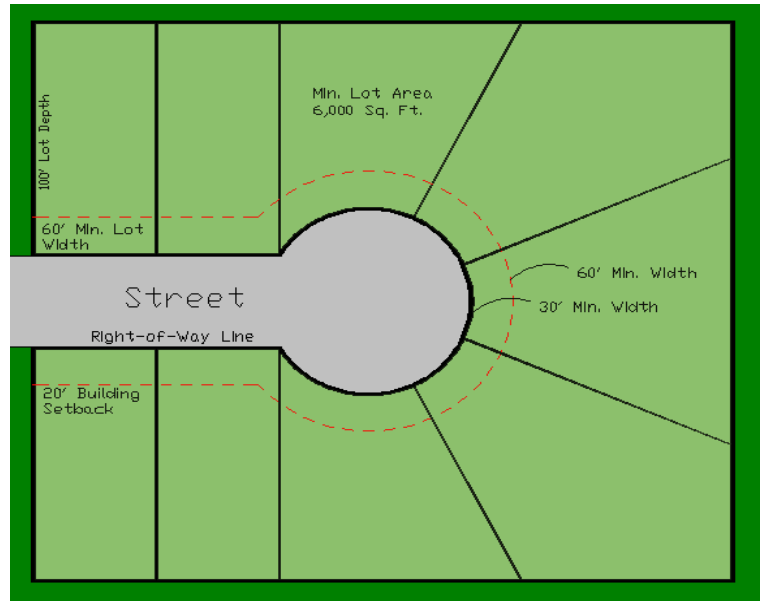 100' Lot Depth
Min. Lot Area
6,000 Sq. Ft.
60' Min. Lot
Width
60' Min. Width
30' Min. Width
Street
Right-of-Way Line
20' Building
Setback